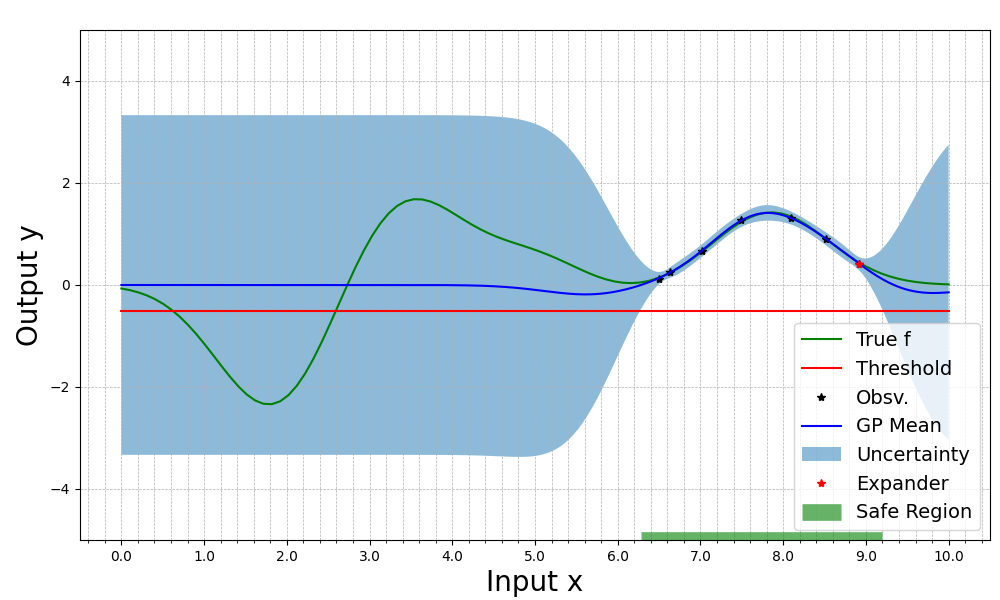 Output y
4
2
0
−2
−4
True f
Threshold
Obsv.
GP Mean
Uncertainty
Expander
Safe Region
0.0 1.0 2.0 3.0 4.0 5.0 6.0 7.0 8.0 9.0 10.0
Input x